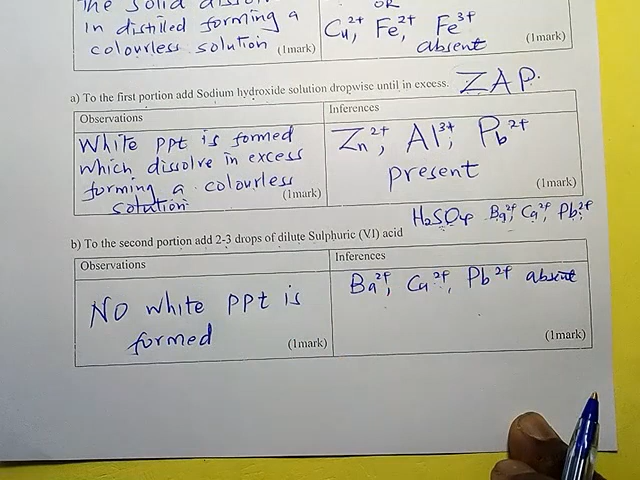 The solid
OR
In distilled forming a
colourless solution (1mark)
Cu²⁺, Fe²⁺, Fe³⁺
absent (1mark)
a) To the first portion add Sodium hydroxide solution dropwise until in excess. ZAP.
Observations
Inferences
White ppt is formed
which dissolve in excess
forming a colourless
solution (1mark)
Zn²⁺, Al³⁺, Pb²⁺
present
(1mark)
H₂SO₄ Ba²⁺, Ca²⁺, Pb²⁺
b) To the second portion add 2-3 drops of dilute Sulphuric (VI) acid
Observations
Inferences
No white ppt is
formed (1mark)
Ba²⁺, Ca²⁺, Pb²⁺ absent
(1mark)